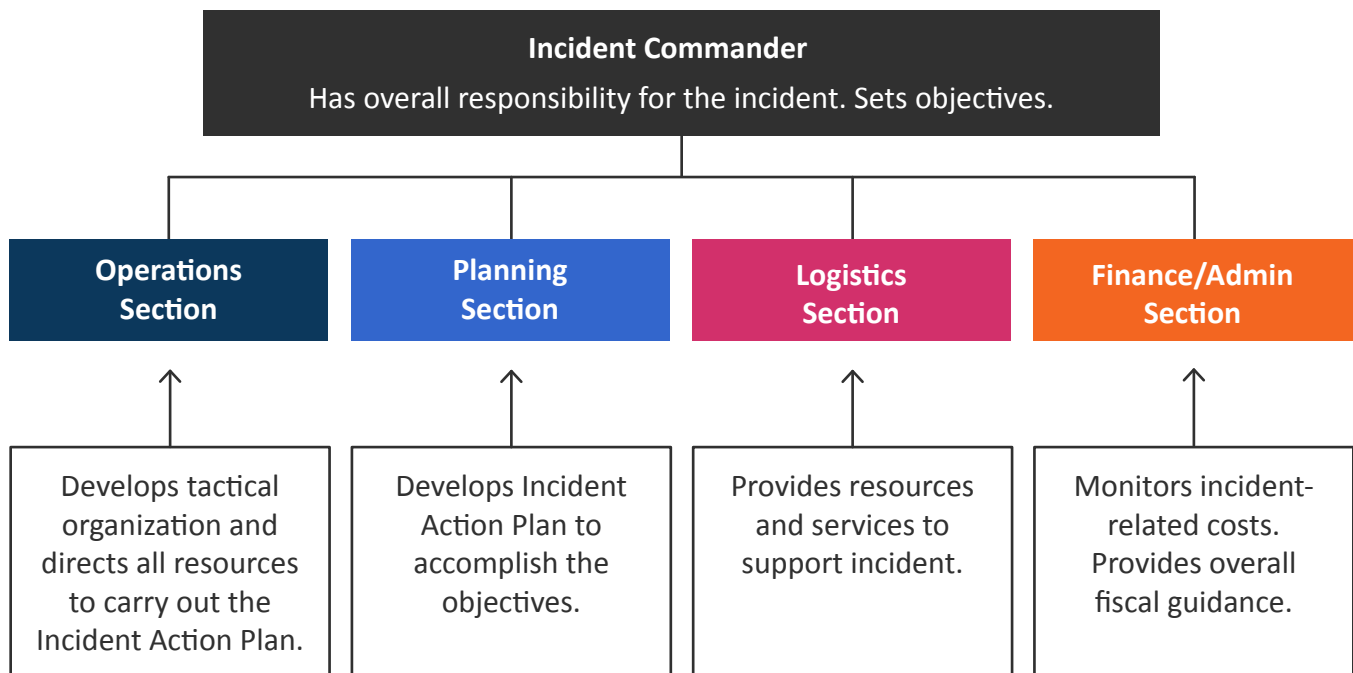 Incident Commander
Has overall responsibility for the incident. Sets objectives.
Operations
Section
Planning
Section
Logistics
Section
Finance/Admin
Section
Develops tactical
organization and
directs all resources
to carry out the
Incident Action Plan.
Develops Incident
Action Plan to
accomplish the
objectives.
Provides resources
and services to
support incident.
Monitors incident-
related costs.
Provides overall
fiscal guidance.